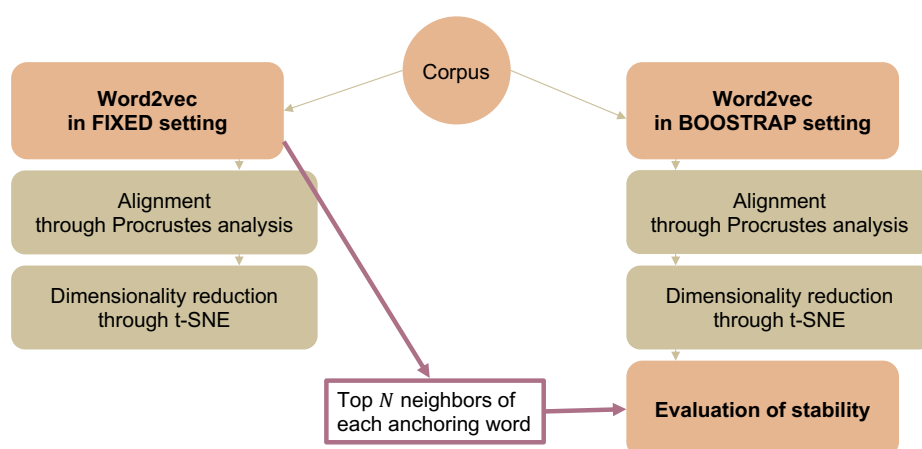 Corpus
Word2vec
in FIXED setting
Alignment
through Procrustes analysis
Dimensionality reduction
through t-SNE
Word2vec
in BOOSTRAP setting
Alignment
through Procrustes analysis
Dimensionality reduction
through t-SNE
Top N neighbors of
each anchoring word
Evaluation of stability